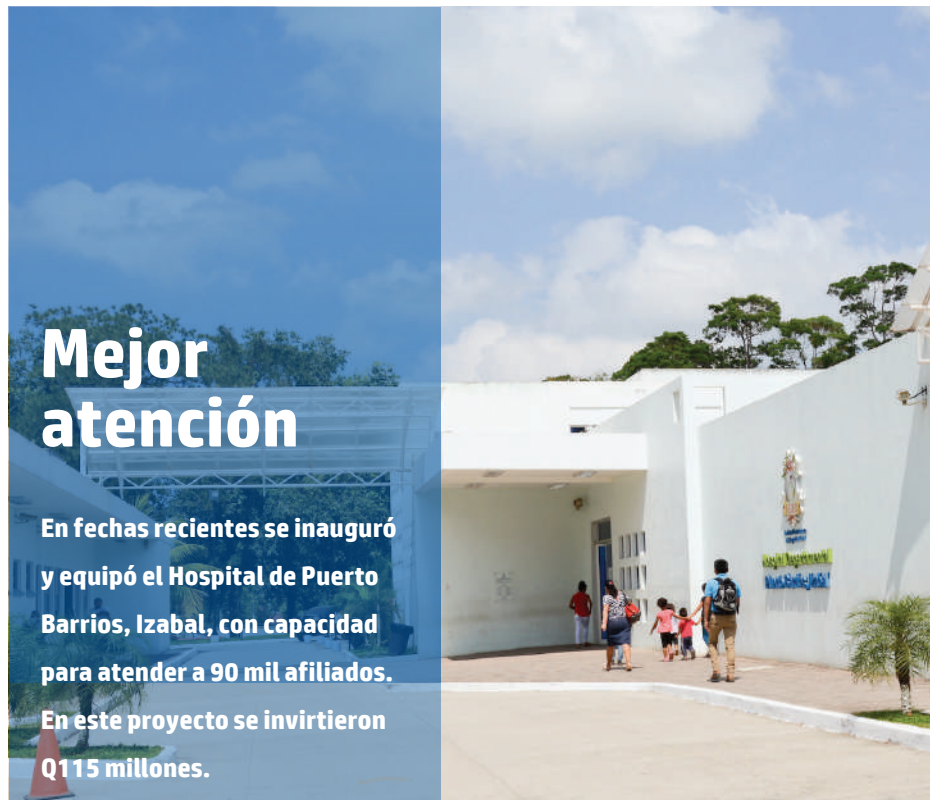 Mejor
atención
En fechas recientes se inauguró
y equipó el Hospital de Puerto
Barrios, Izabal, con capacidad
para atender a 90 mil afiliados.
En este proyecto se invirtieron
Q115 millones.